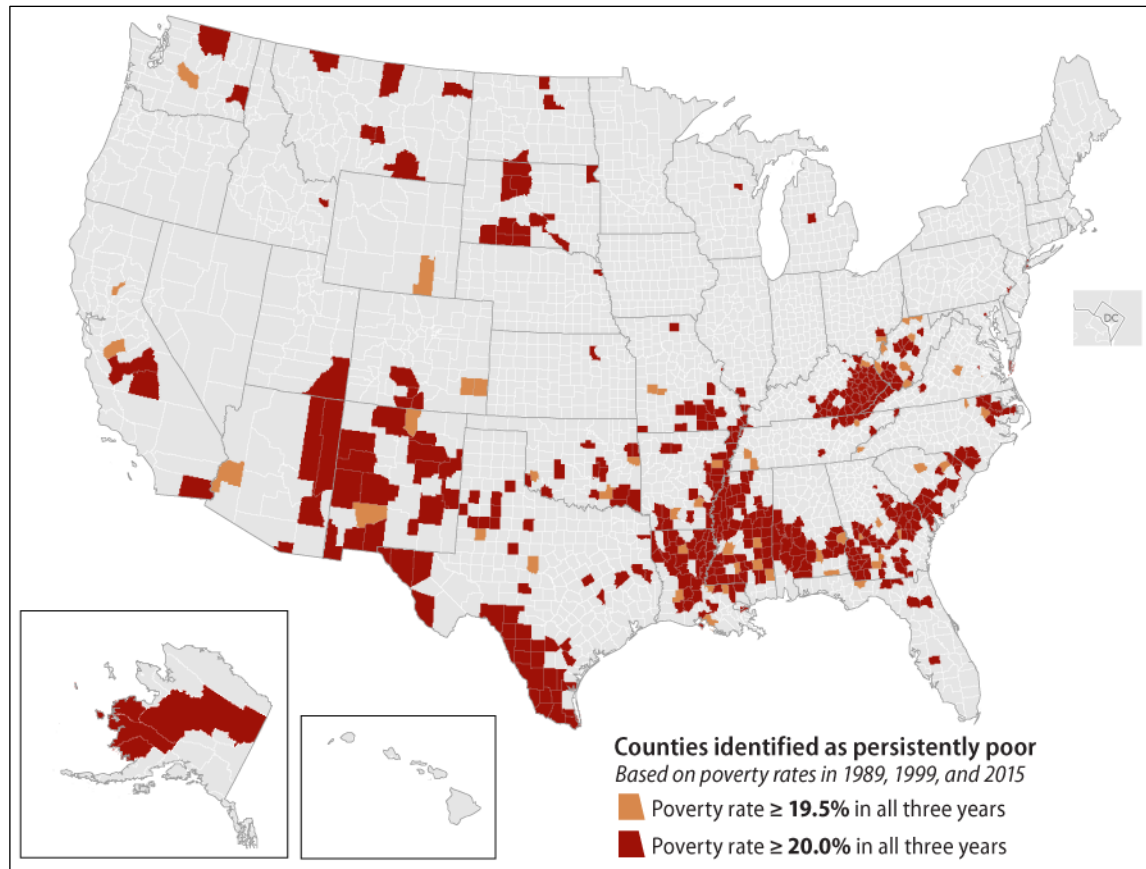 DC
Counties identified as persistently poor
Based on poverty rates in 1989, 1999, and 2015
Poverty rate ≥ 19.5% in all three years
Poverty rate ≥ 20.0% in all three years